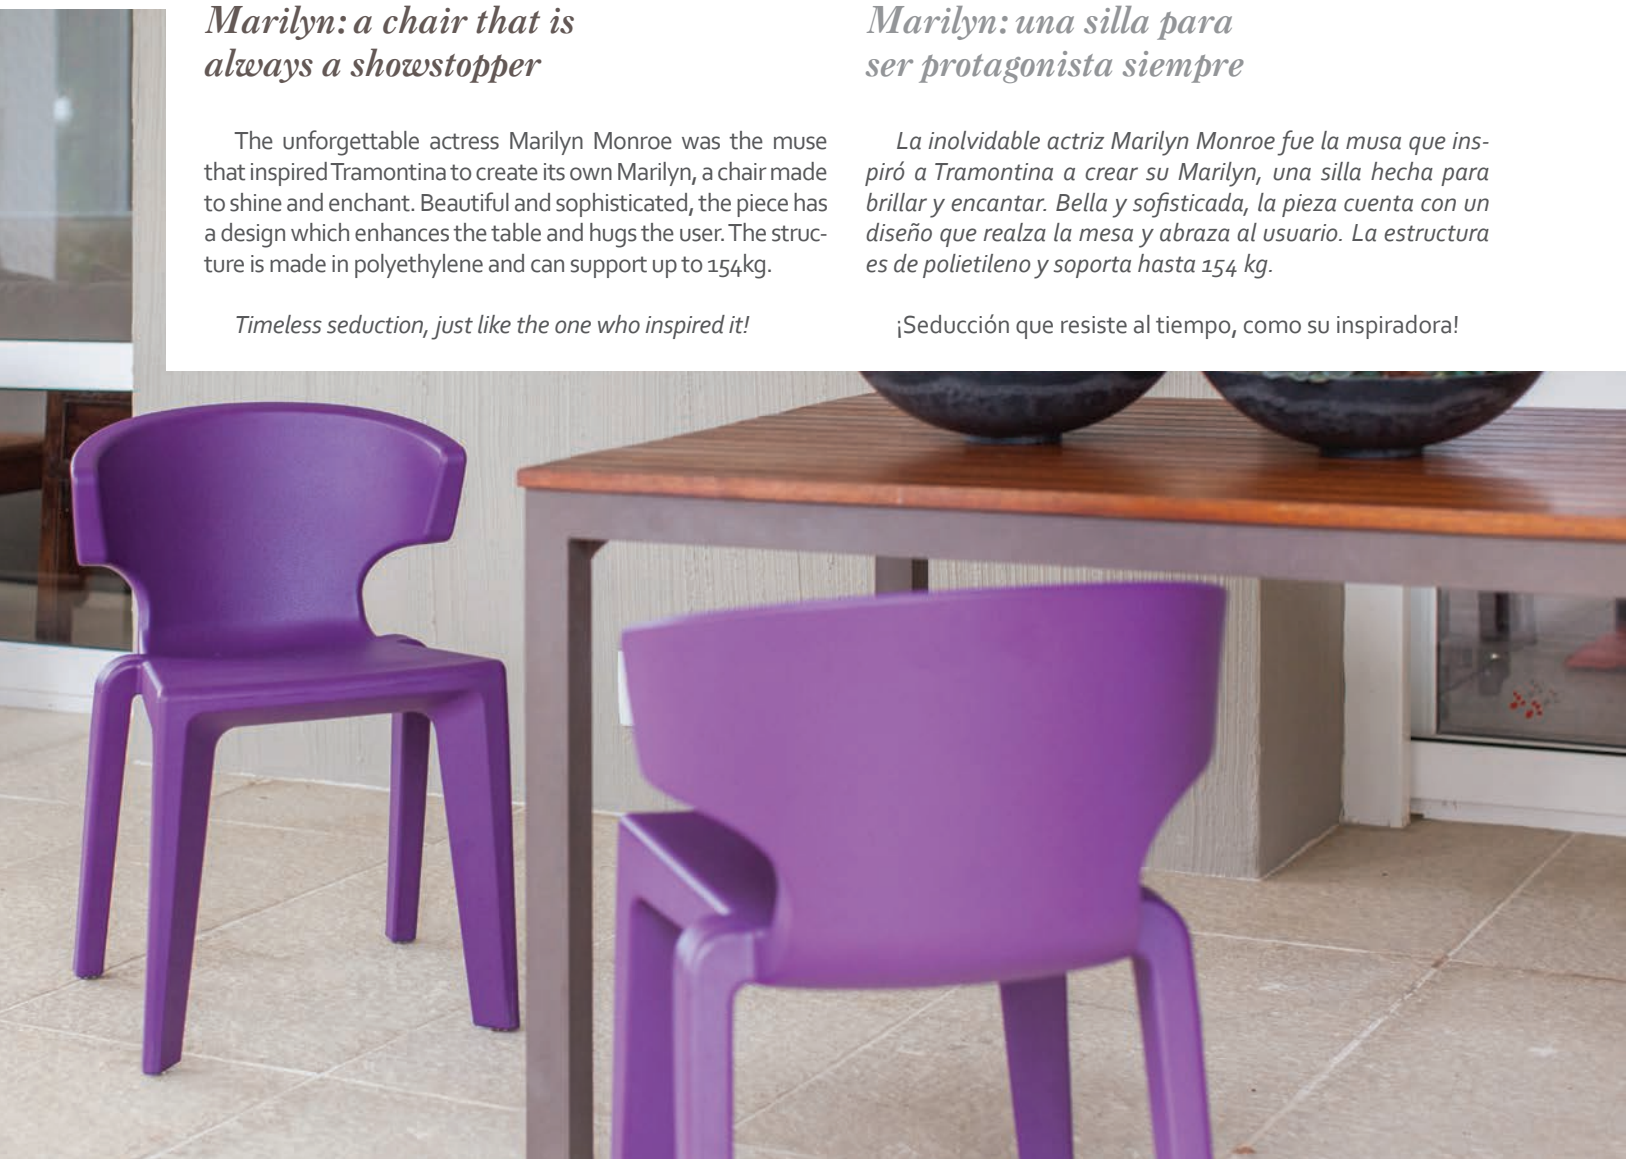 Marilyn: a chair that is
always a showstopper
The unforgettable actress Marilyn Monroe was the muse
that inspired Tramontina to create its own Marilyn, a chair made
to shine and enchant. Beautiful and sophisticated, the piece has
a design which enhances the table and hugs the user. The struc-
ture is made in polyethylene and can support up to 154kg.
Timeless seduction, just like the one who inspired it!
Marilyn: una silla para
ser protagonista siempre
La inolvidable actriz Marilyn Monroe fue la musa que ins-
piró a Tramontina a crear su Marilyn, una silla hecha para
brillar y encantar. Bella y sofisticada, la pieza cuenta con un
diseño que realza la mesa y abraza al usuario. La estructura
es de polietileno y soporta hasta 154 kg.
¡Seducción que resiste al tiempo, como su inspiradora!